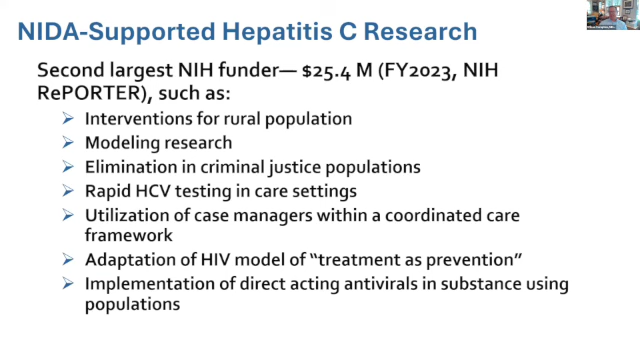 NIDA-Supported Hepatitis C Research
Second largest NIH funder— $25.4 M (FY2023, NIH
RePORTER), such as:
Interventions for rural population
Modeling research
Elimination in criminal justice populations
Rapid HCV testing in care settings
Utilization of case managers within a coordinated care
framework
Adaptation of HIV model of “treatment as prevention”
Implementation of direct acting antivirals in substance using
populations